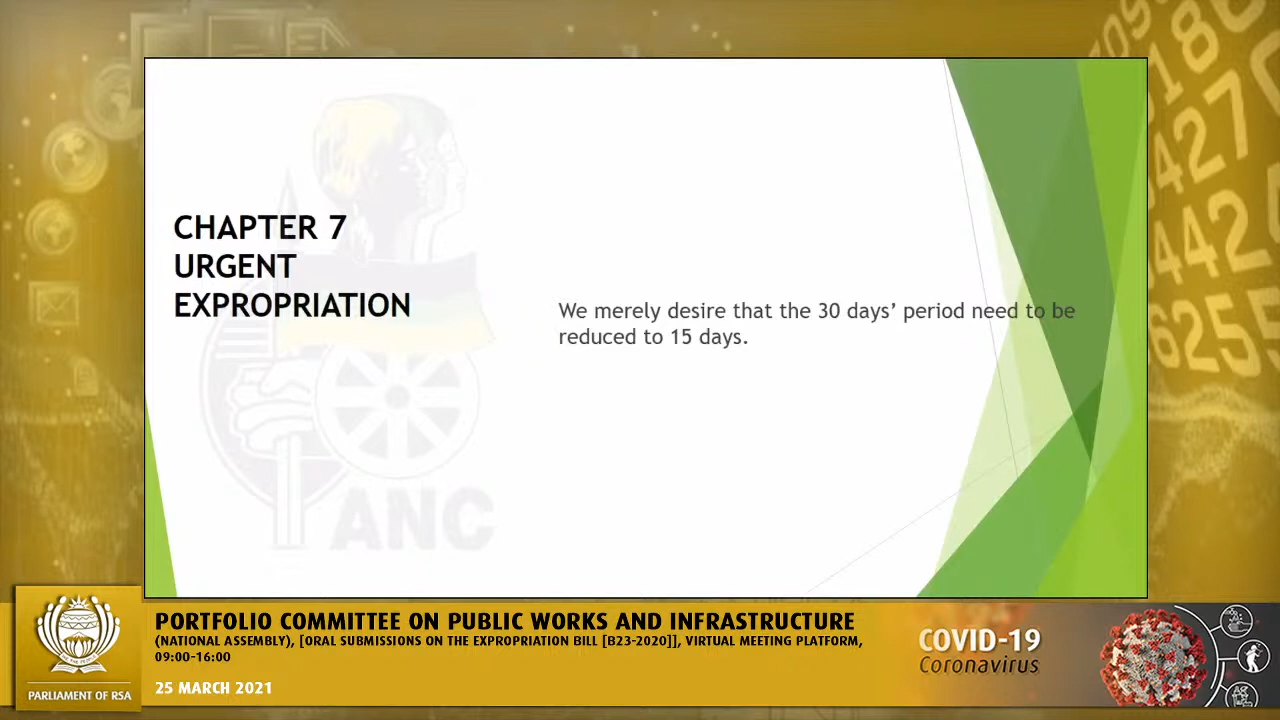 CHAPTER 7
URGENT
EXPROPRIATION
We merely desire that the 30 days’ period need to be
reduced to 15 days.
ANC
PORTFOLIO COMMITTEE ON PUBLIC WORKS AND INFRASTRUCTURE
(NATIONAL ASSEMBLY), [ORAL SUBMISSIONS ON THE EXPROPRIATION BILL [B23-2020]], VIRTUAL MEETING PLATFORM,
09:00-16:00
25 MARCH 2021
PARLIAMENT OF RSA
COVID-19
Coronavirus